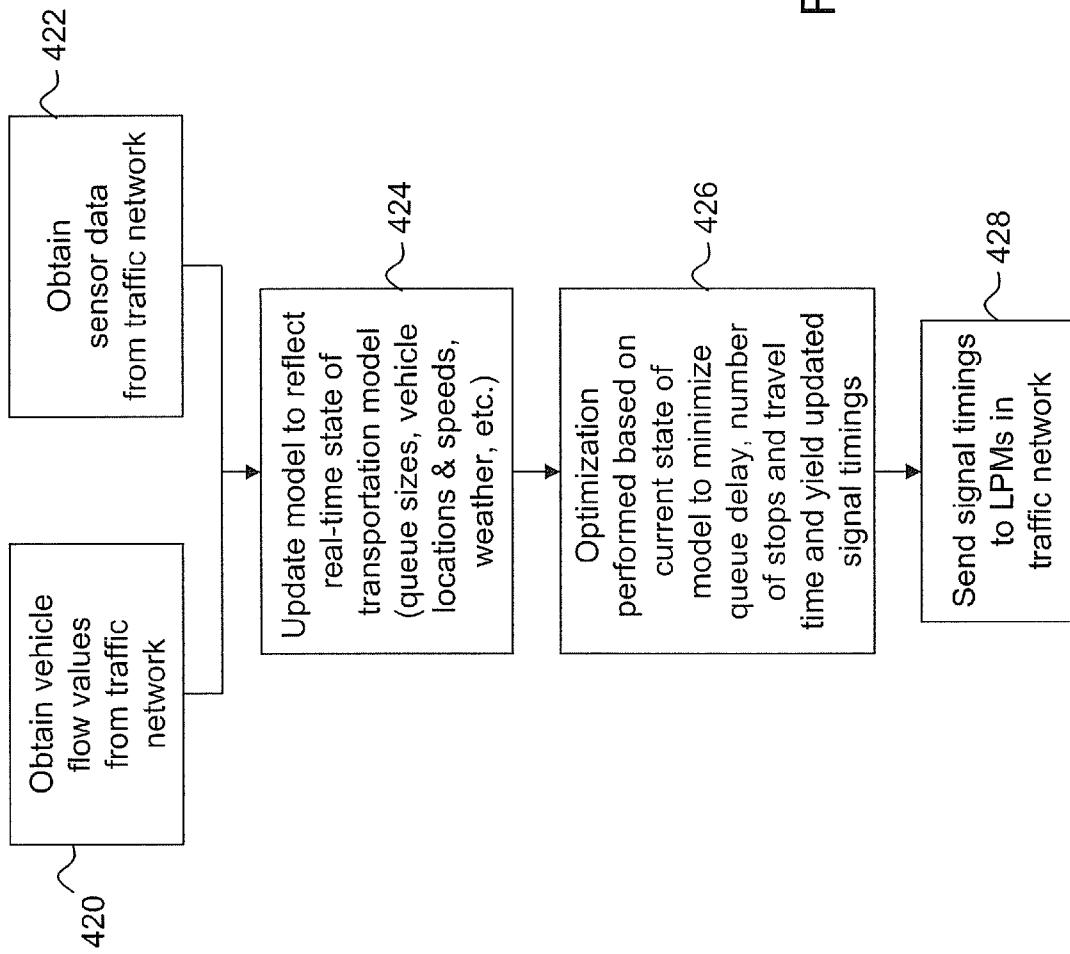 420
Obtain vehicle
flow values
from traffic
network
422
Obtain
sensor data
from traffic network
424
Update model to reflect
real-time state of
transportation model
(queue sizes, vehicle
locations & speeds,
weather, etc.)
426
Optimization
performed based on
current state of
model to minimize
queue delay, number
of stops and travel
time and yield updated
signal timings
428
Send signal timings
to LPMs in
traffic network